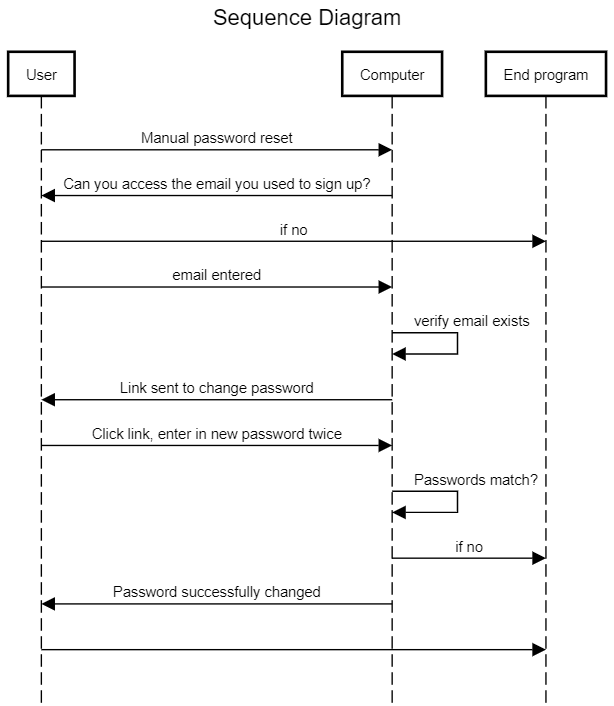 Sequence Diagram
User
Computer
End program
Manual password reset
Can you access the email you used to sign up?
if no
email entered
verify email exists
Link sent to change password
Click link, enter in new password twice
Passwords match?
if no
Password successfully changed